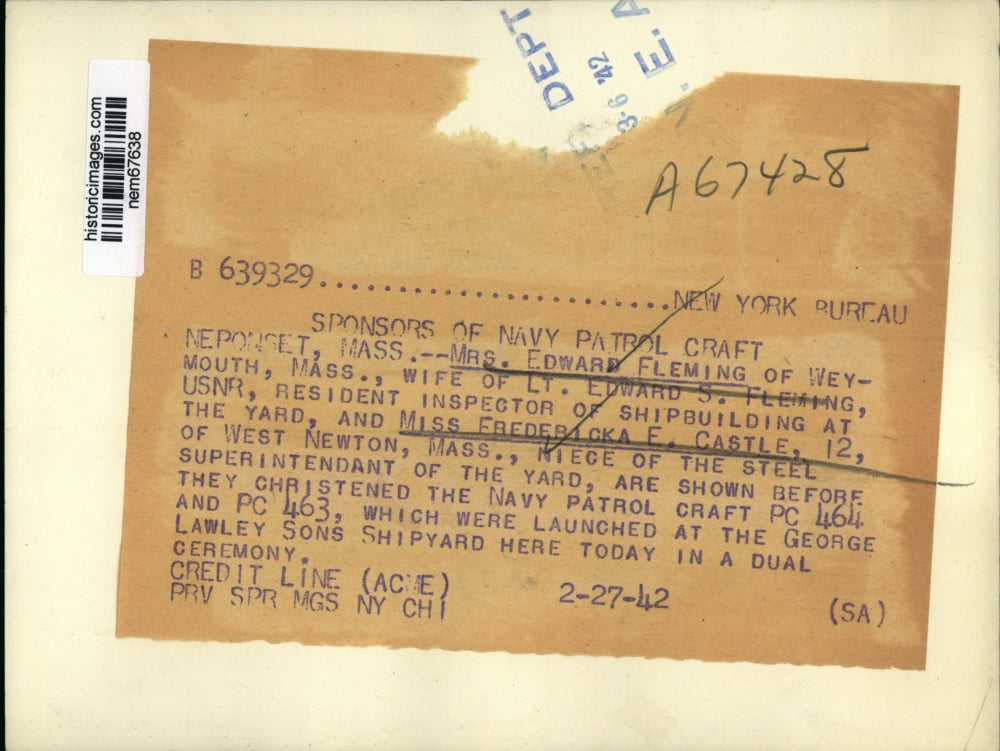 DEPT
3-6 '42
E. A
REF.
historicimages.com
nem67638
A67428
B 639329........................NEW YORK BUREAU
SPONSORS OF NAVY PATROL CRAFT
NEPONSET, MASS.--MRS. EDWARD FLEMING OF WEY-
MOUTH, MASS., WIFE OF LT. EDWARD S. FLEMING,
USNR, RESIDENT INSPECTOR OF SHIPBUILDING AT
THE YARD, AND MISS FREDERICKA E. CASTLE, 12,
OF WEST NEWTON, MASS., NIECE OF THE STEEL
SUPERINTENDANT OF THE YARD, ARE SHOWN BEFORE
THEY CHRISTENED THE NAVY PATROL CRAFT PC 464
AND PC 463, WHICH WERE LAUNCHED AT THE GEORGE
LAWLEY SONS SHIPYARD HERE TODAY IN A DUAL
CEREMONY.
CREDIT LINE (ACME) 2-27-42 (SA)
PRV SPR MGS NY CHI